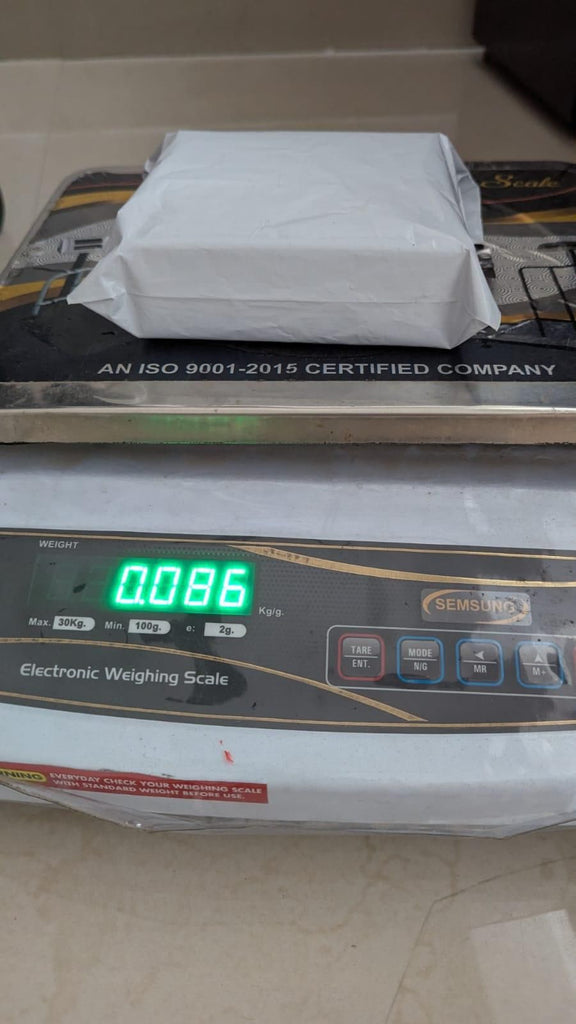 Scale
AN ISO 9001-2015 CERTIFIED COMPANY
WEIGHT
0.086
Kg/g.
Max. 30Kg. Min. 100g. e: 2g.
SEMSUNG
TARE
ENT.
MODE
N/G
◄
MR
▲
M+
Electronic Weighing Scale
EVERYDAY CHECK YOUR WEIGHING SCALE
WITH STANDARD WEIGHT BEFORE USE.